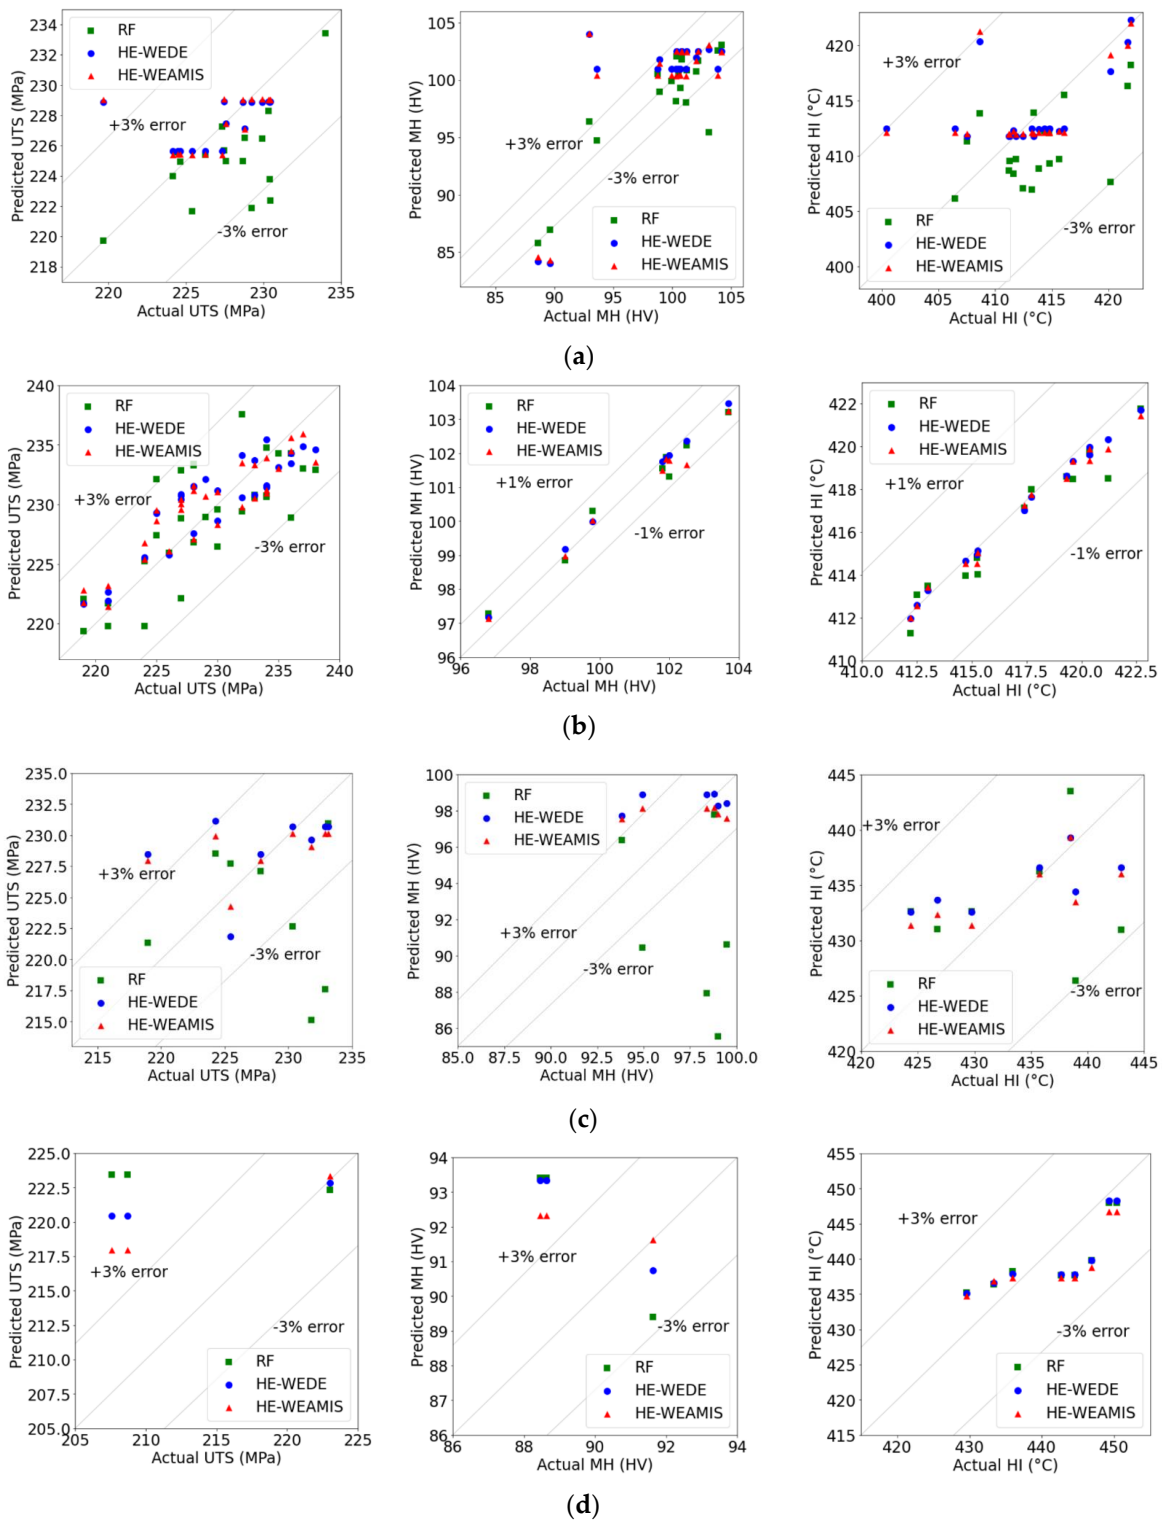 234
232
230
228
226
224
222
220
218
Predicted UTS (MPa)
RF
HE-WEDE
HE-WEAMIS
+3% error
-3% error
220
225
230
235
Actual UTS (MPa)
105
100
95
90
85
Predicted MH (HV)
+3% error
-3% error
RF
HE-WEDE
HE-WEAMIS
85
90
95
100
105
Actual MH (HV)
420
415
410
405
400
Predicted HI (°C)
+3% error
RF
HE-WEDE
HE-WEAMIS
-3% error
400
405
410
415
420
Actual HI (°C)
(a)
240
235
230
225
220
Predicted UTS (MPa)
RF
HE-WEDE
HE-WEAMIS
+3% error
-3% error
220
225
230
235
240
Actual UTS (MPa)
104
103
102
101
100
99
98
97
96
Predicted MH (HV)
RF
HE-WEDE
HE-WEAMIS
+1% error
-1% error
96
98
100
102
104
Actual MH (HV)
422
420
418
416
414
412
410
Predicted HI (°C)
RF
HE-WEDE
HE-WEAMIS
+1% error
-1% error
410.0
412.5
415.0
417.5
420.0
422.5
Actual HI (°C)
(b)
235.0
232.5
230.0
227.5
225.0
222.5
220.0
217.5
215.0
Predicted UTS (MPa)
+3% error
-3% error
RF
HE-WEDE
HE-WEAMIS
215
220
225
230
235
Actual UTS (MPa)
100
98
96
94
92
90
88
86
Predicted MH (HV)
RF
HE-WEDE
HE-WEAMIS
+3% error
-3% error
85.0
87.5
90.0
92.5
95.0
97.5
100.0
Actual MH (HV)
445
440
435
430
425
420
Predicted HI (°C)
+3% error
RF
HE-WEDE
HE-WEAMIS
-3% error
420
425
430
435
440
445
Actual HI (°C)
(c)
225.0
222.5
220.0
217.5
215.0
212.5
210.0
207.5
205.0
Predicted UTS (MPa)
+3% error
-3% error
RF
HE-WEDE
HE-WEAMIS
205
210
215
220
225
Actual UTS (MPa)
94
93
92
91
90
89
88
87
86
Predicted MH (HV)
+3% error
-3% error
RF
HE-WEDE
HE-WEAMIS
86
88
90
92
94
Actual MH (HV)
455
450
445
440
435
430
425
420
415
Predicted HI (°C)
+3% error
-3% error
RF
HE-WEDE
HE-WEAMIS
420
430
440
450
Actual HI (°C)
(d)